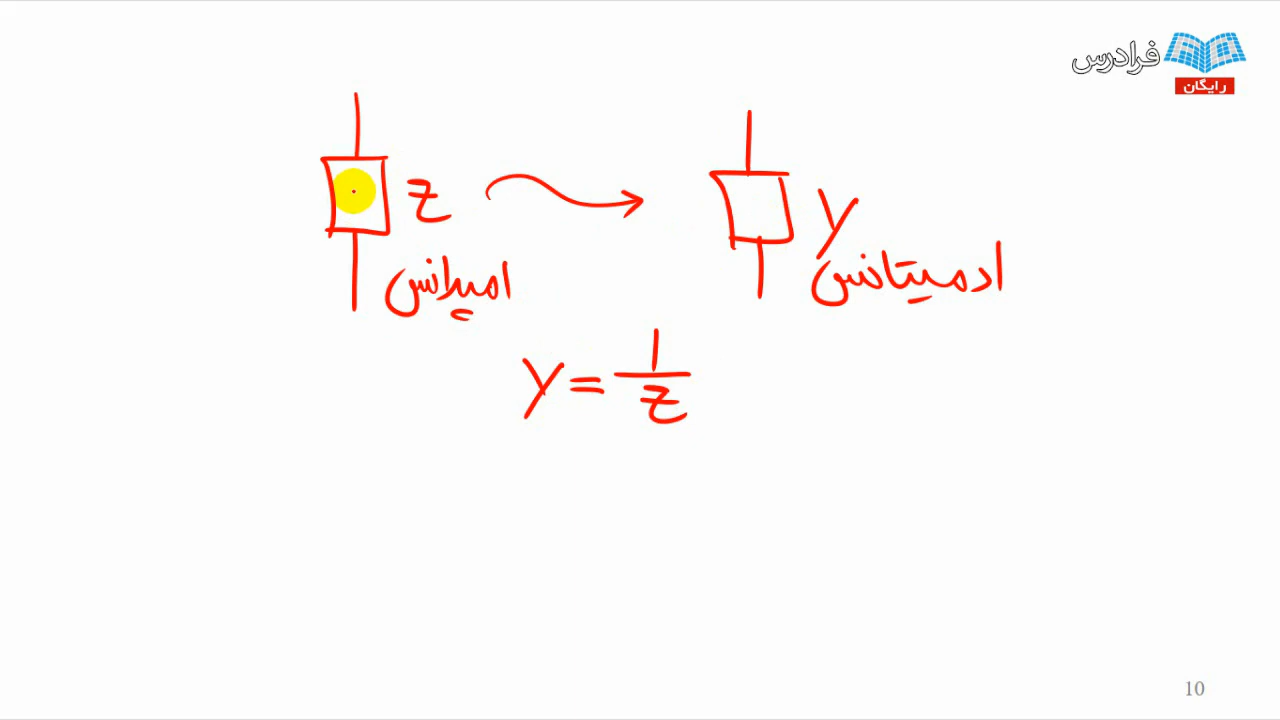 فرادرس
رایگان
z
y
امپدانس
ادمیتانس
y = 1/z
10